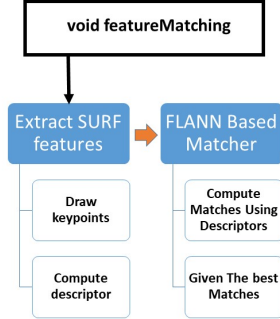 void featureMatching
Extract SURF
features
FLANN Based
Matcher
Draw
keypoints
Compute
descriptor
Compute
Matches Using
Descriptors
Given The best
Matches